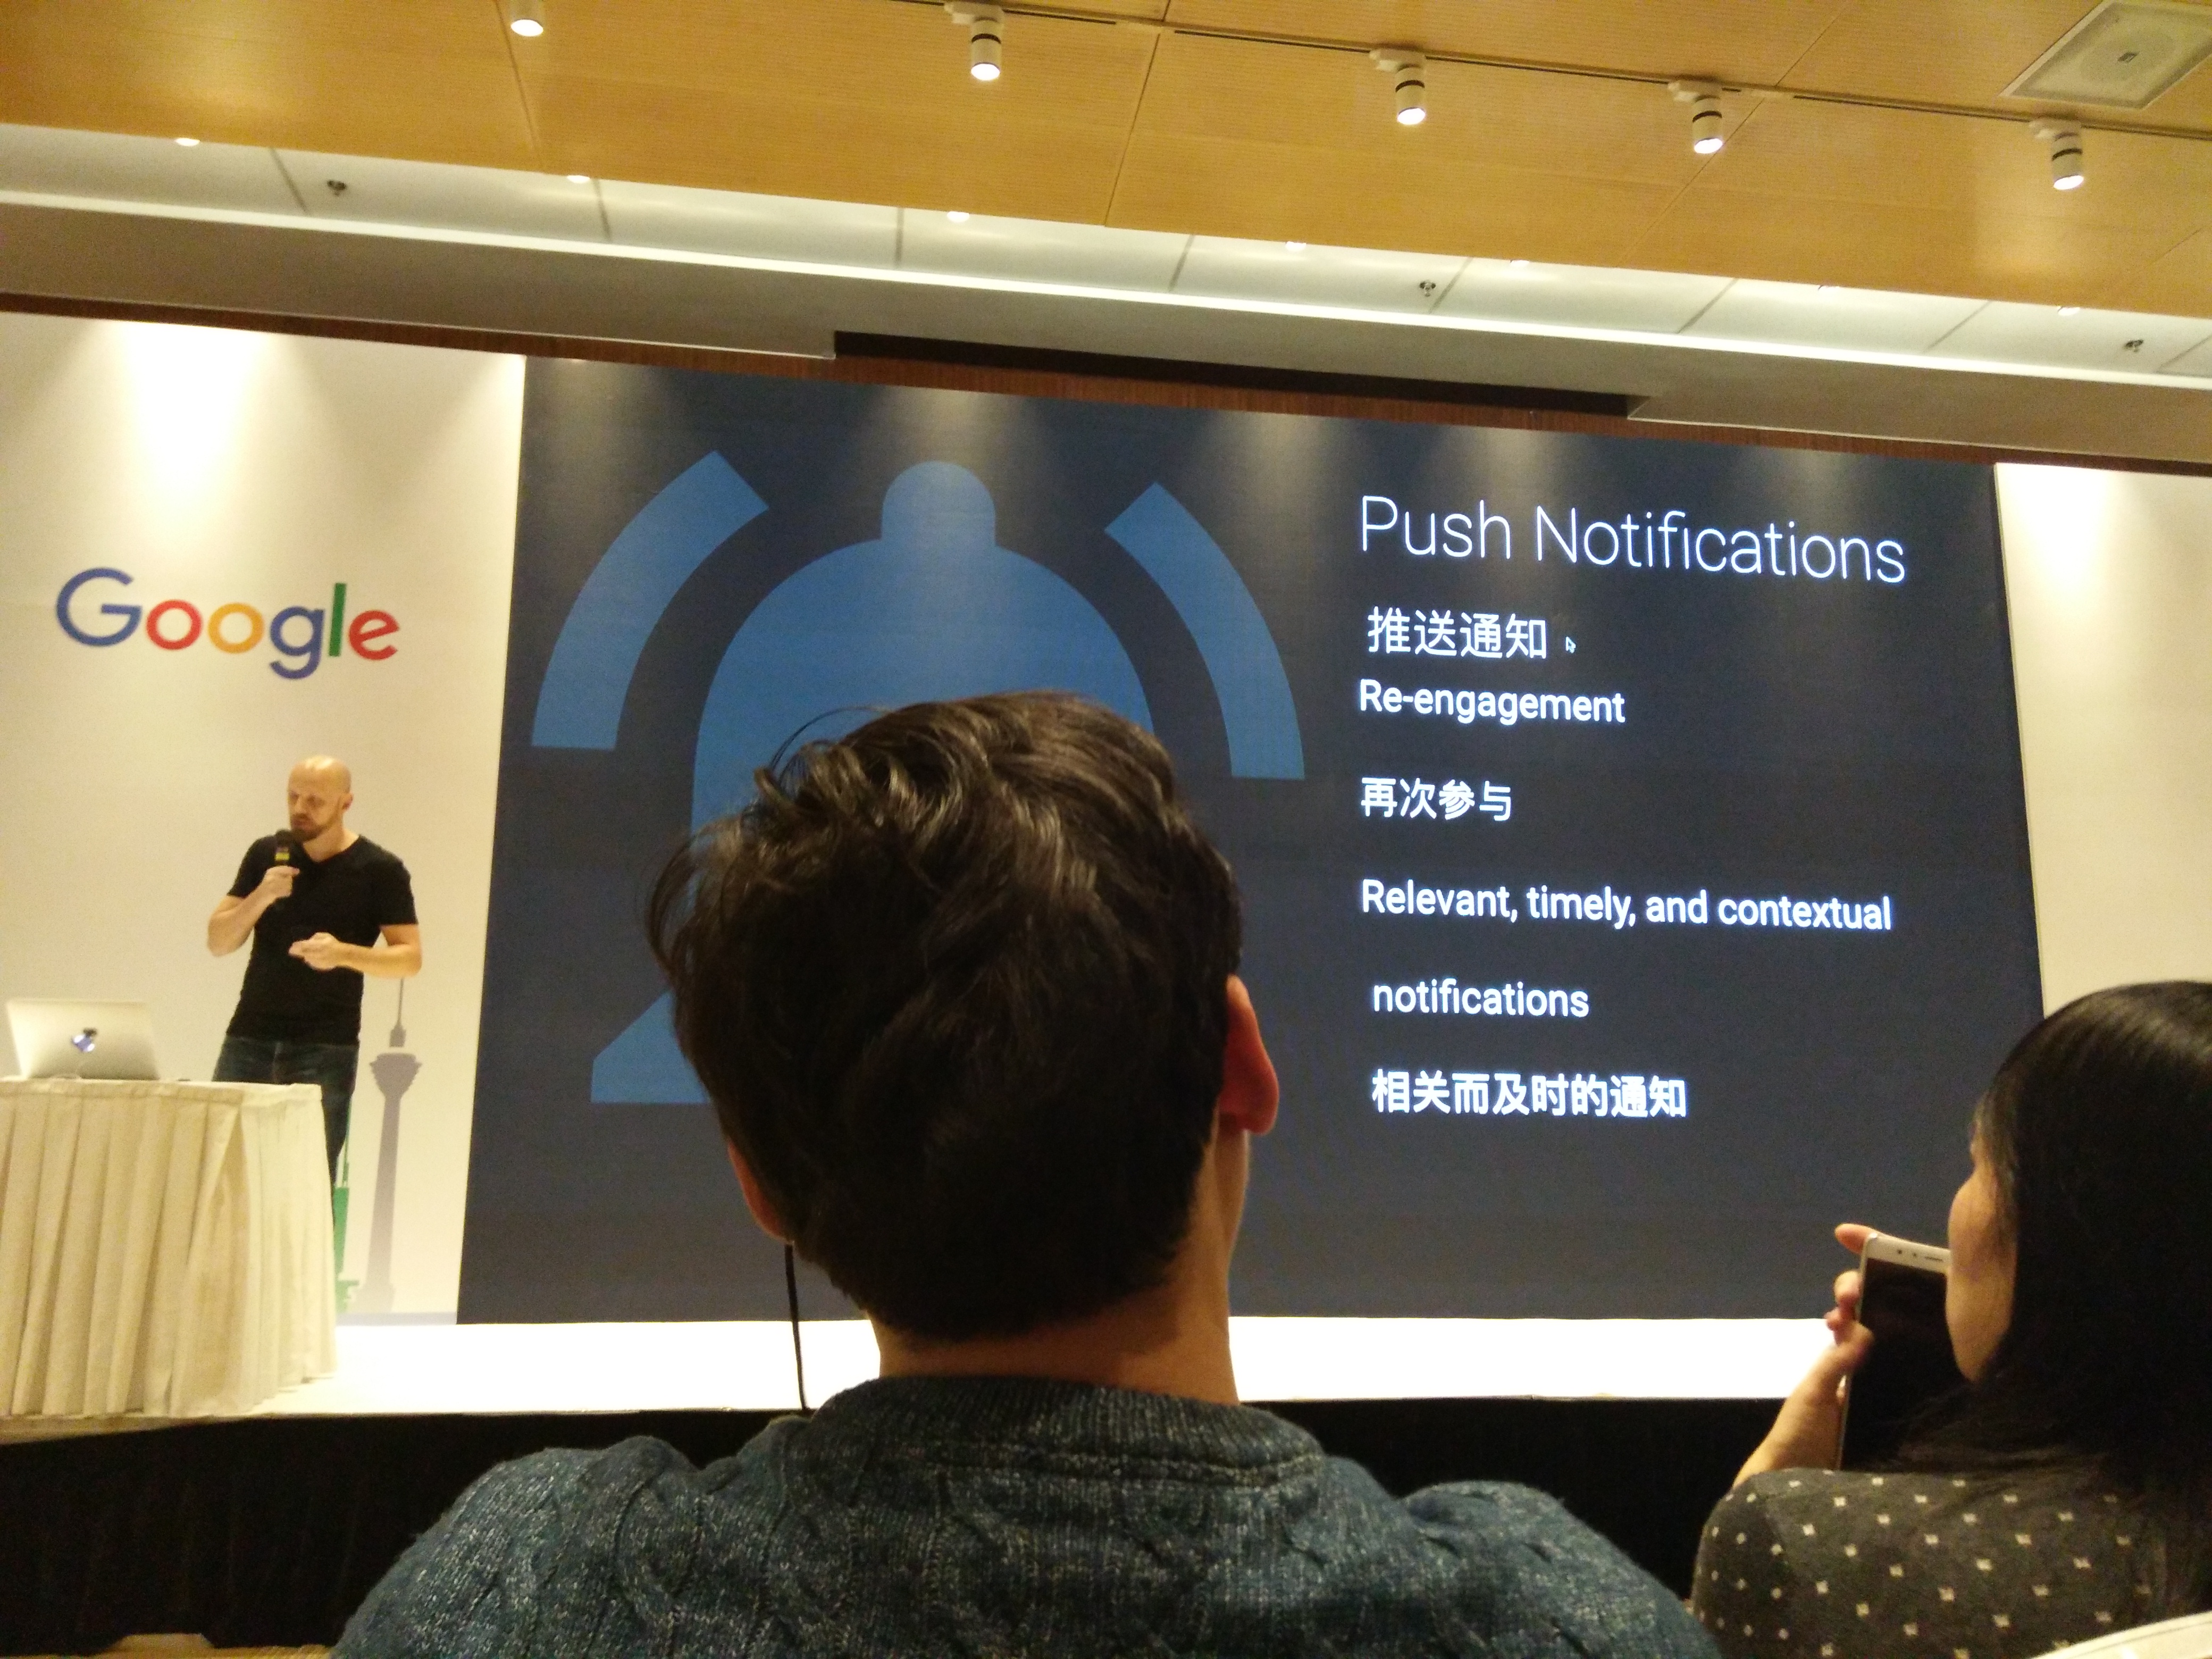 Google
Push Notifications
推送通知
Re-engagement
再次参与
Relevant, timely, and contextual
notifications
相关而及时的通知